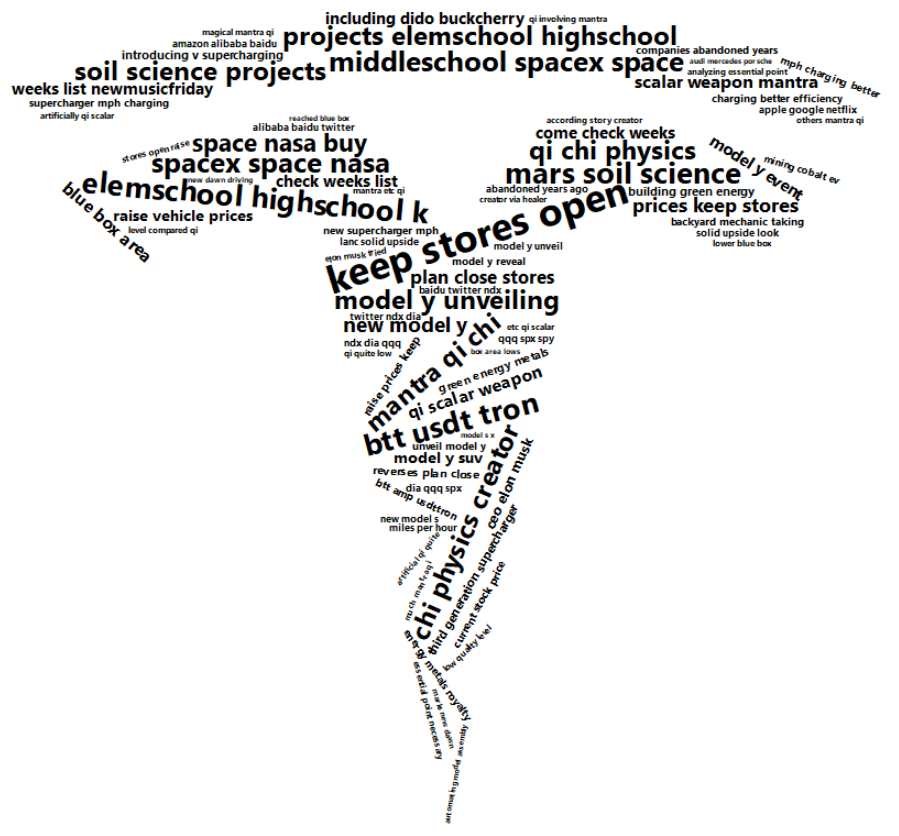 including dido buckcherry
qi involving mantra
magical mantra qi
projects elemschool highschool
amazon alibaba baidu
introducing v supercharging
middleschool spacex space
companies abandoned years
audi mercedes porsche
mph charging better
soil science projects
analyzing essential point
weeks list newmusicfriday
scalar weapon mantra
supercharger mph charging
charging better efficiency
artificially qi scalar
apple google netflix
others mantra qi
reached blue box
alibaba baidu twitter
according story creator
come check weeks
stores open raise
space nasa buy
qi chi physics
model y event
mining cobalt ev
spacex space nasa
mars soil science
new dawn driving
check weeks list
mantra etc qi
elemschool highschool k
abandoned years ago
building green energy
creator via healer
blue box area
raise vehicle prices
prices keep stores
level compared qi
new supercharger mph
backyard mechanic taking
lanc solid upside
solid upside look
lower blue box
keep stores open
model y unveil
elon musk tried
model y reveal
plan close stores
baidu twitter ndx
model y unveiling
twitter ndx dia
new model y
etc qi scalar
ndx dia qqq
qqq spx spy
qi quite low
box area lows
raise prices keep
mantra qi chi
green energy metals
qi scalar weapon
btt usdt tron
model s x
unveil model y
model y suv
reverses plan close
dia qqq spx
btt amp usdttron
chi physics creator
ceo elon musk
new model s
miles per hour
artificial qi quite
much mantra qi
third generation supercharger
current stock price
low quality level
energy metals royalty
essential point necessary
marks new dawn
automating model assembly